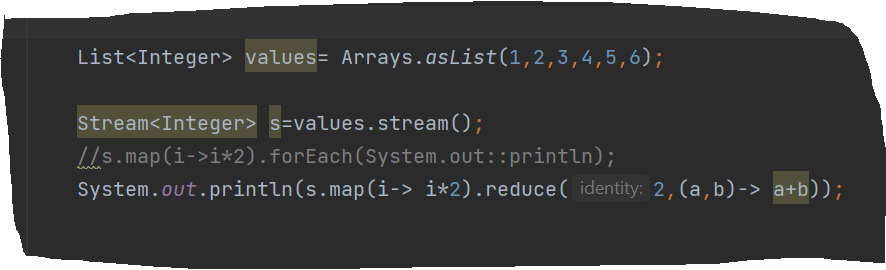 List<Integer> values= Arrays.asList(1,2,3,4,5,6);
Stream<Integer> s=values.stream();
//s.map(i->i*2).forEach(System.out::println);
System.out.println(s.map(i-> i*2).reduce( identity: 2,(a,b)-> a+b));